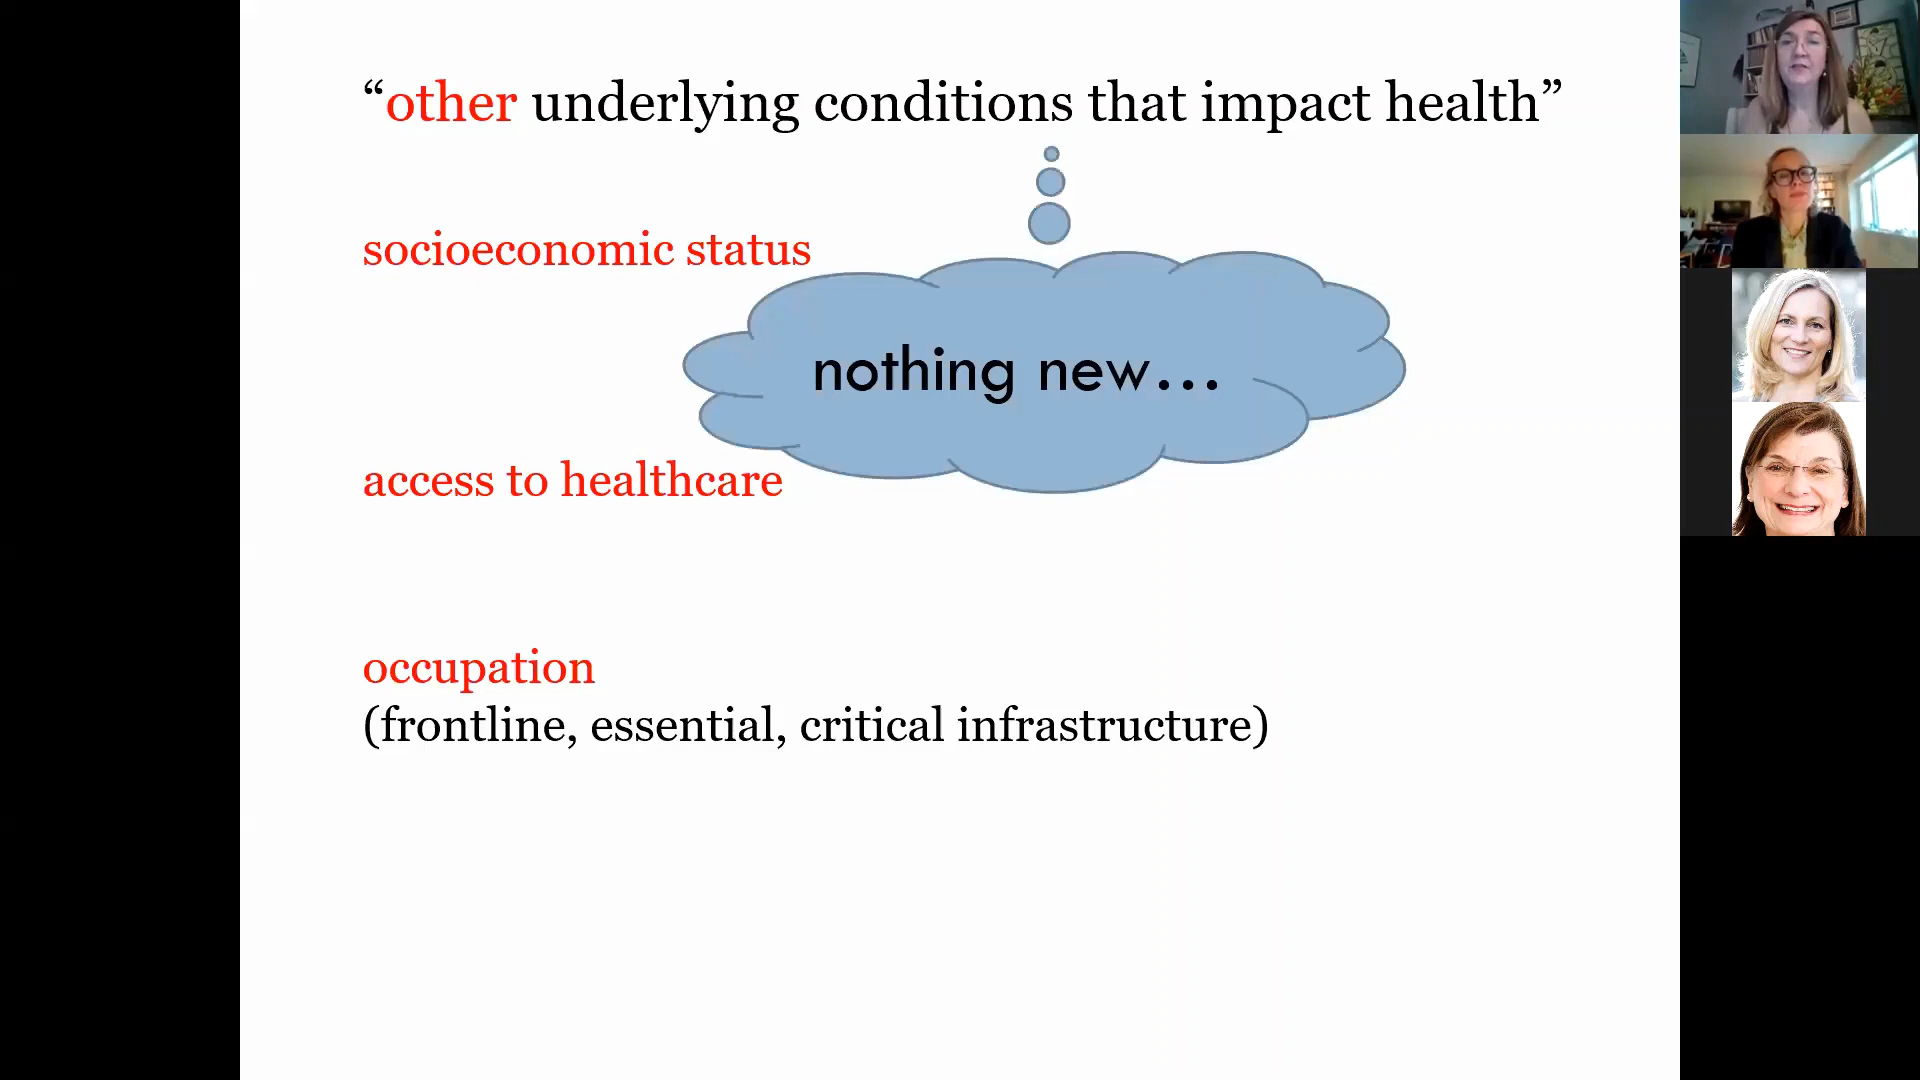 “other underlying conditions that impact health”
socioeconomic status
nothing new…
access to healthcare
occupation
(frontline, essential, critical infrastructure)